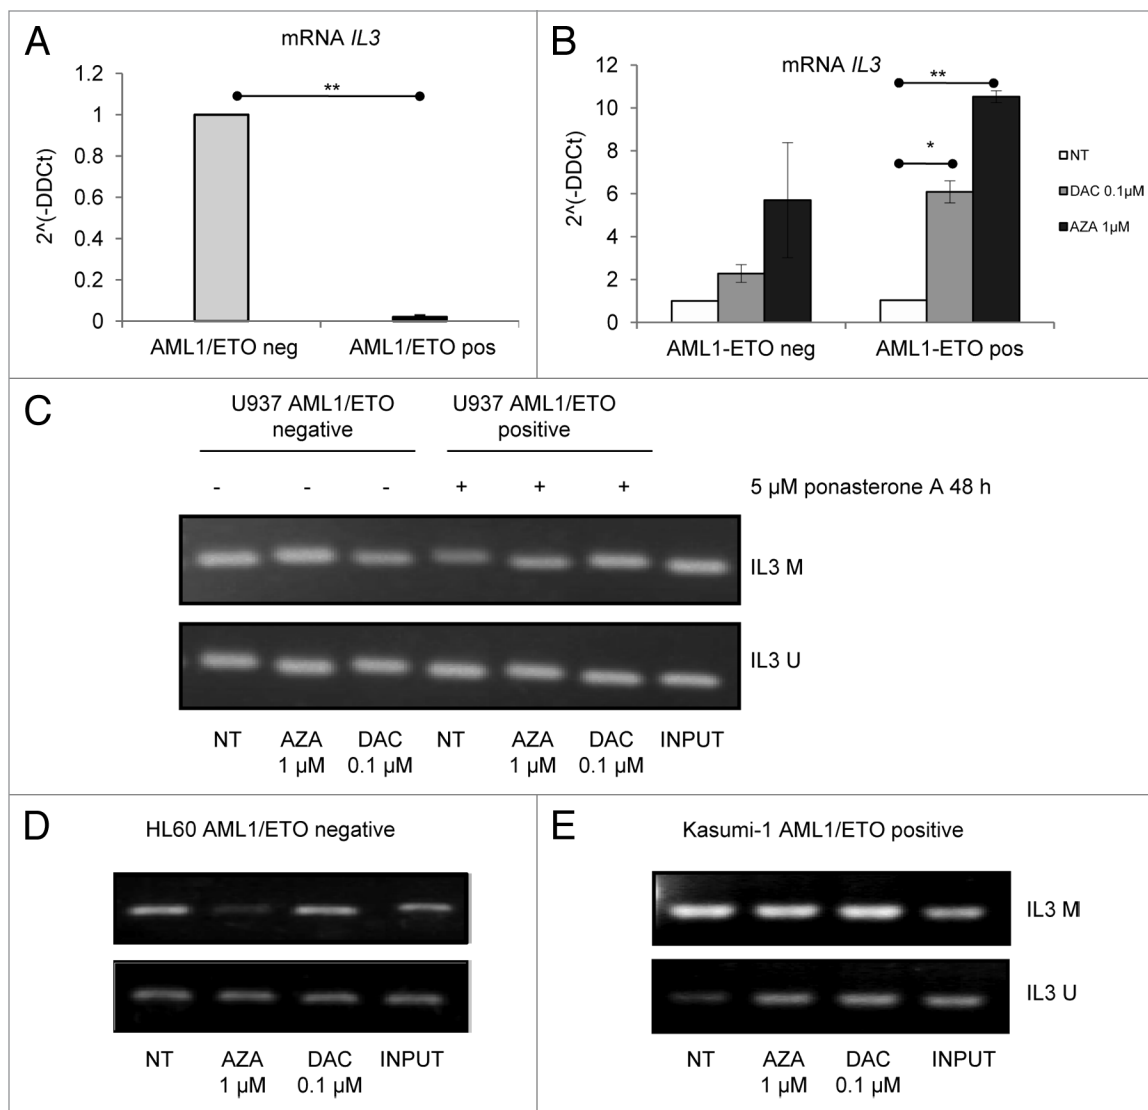 A
mRNA IL3
2^(-DDCt)
1.2
1
0.8
0.6
0.4
0.2
0
**
AML1/ETO neg
AML1/ETO pos
B
mRNA IL3
2^(-DDCt)
12
10
8
6
4
2
0
**
*
NT
DAC 0.1µM
AZA 1µM
AML1-ETO neg
AML1-ETO pos
C
U937 AML1/ETO
negative
U937 AML1/ETO
positive
- - - + + + 5 µM ponasterone A 48 h
IL3 M
IL3 U
NT AZA DAC NT AZA DAC INPUT
1 µM 0.1 µM 1 µM 0.1 µM
D
HL60 AML1/ETO negative
NT AZA DAC INPUT
1 µM 0.1 µM
E
Kasumi-1 AML1/ETO positive
IL3 M
IL3 U
NT AZA DAC INPUT
1 µM 0.1 µM